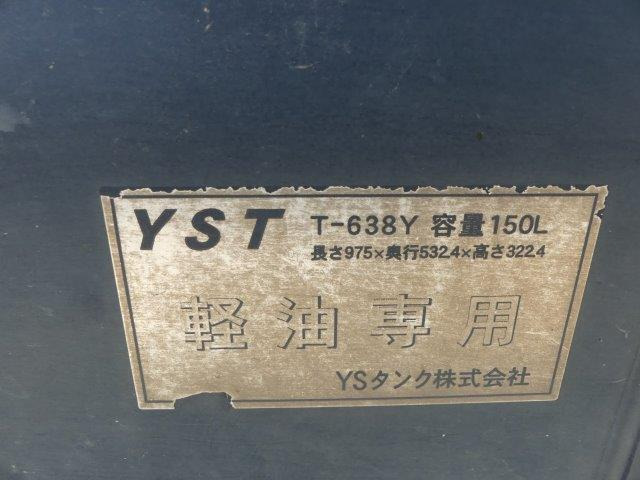 YST T-638Y 容量150L
長さ975×奥行532.4×高さ322.4
軽油専用
YSタンク株式会社